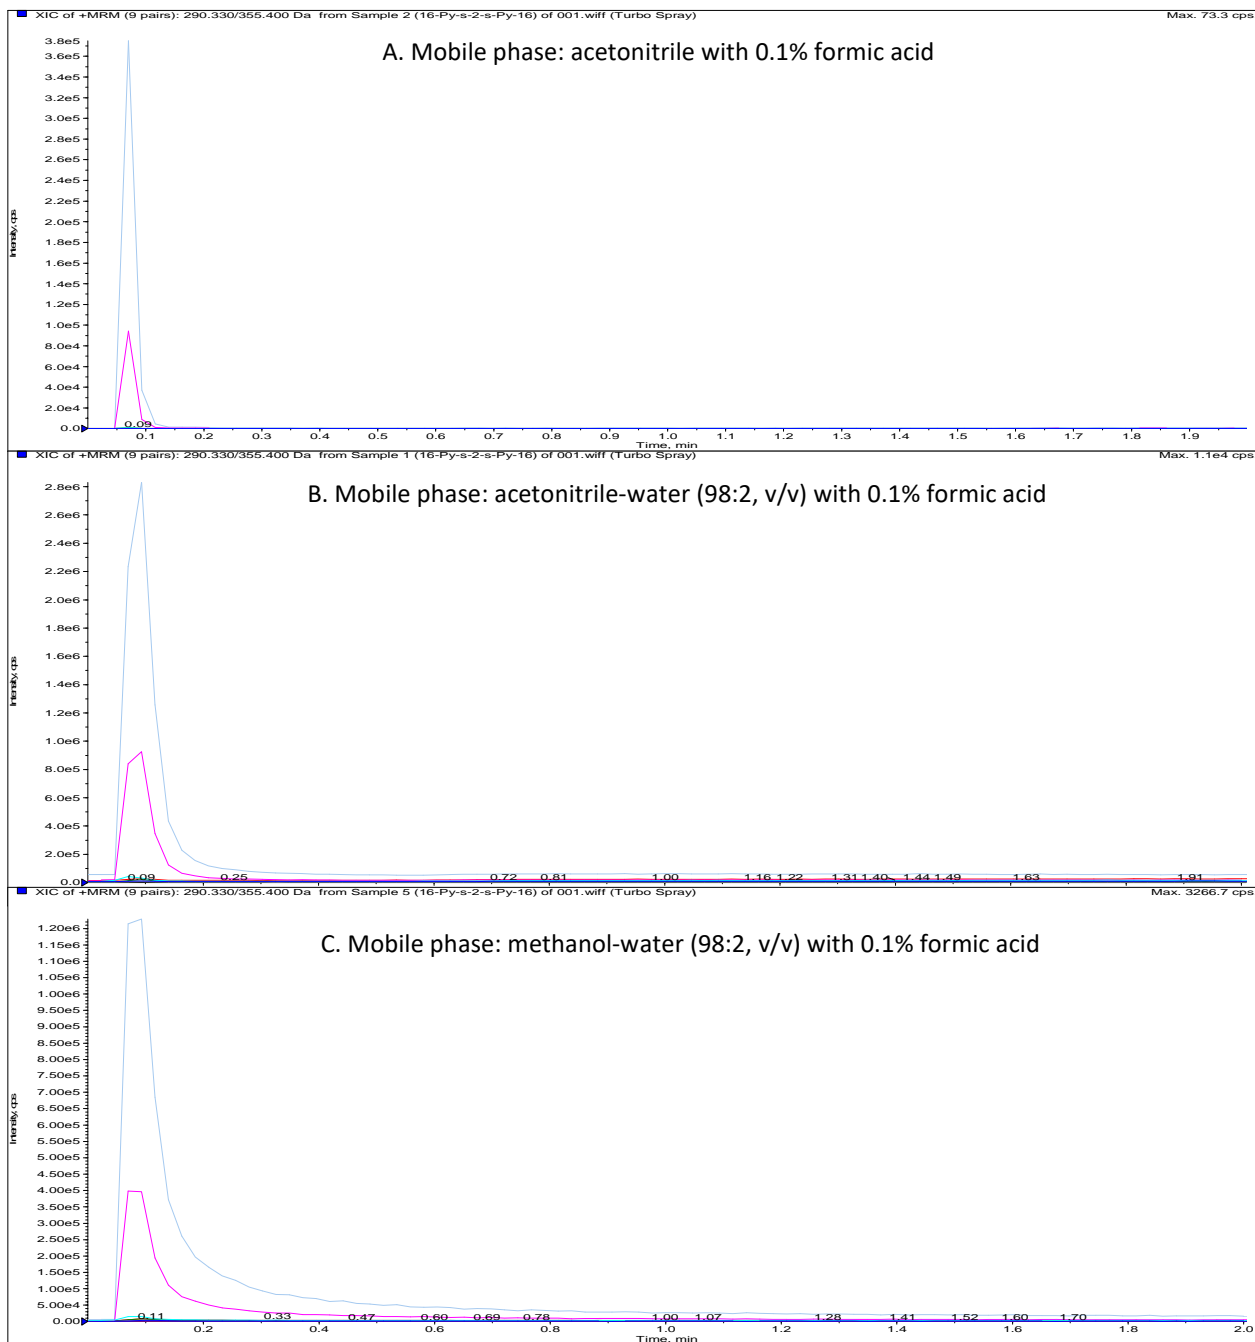 XIC of +MRM (9 pairs): 290.330/355.400 Da from Sample 2 (16-Py-s-2-s-Py-16) of 001.wiff (Turbo Spray) Max. 73.3 cps
A. Mobile phase: acetonitrile with 0.1% formic acid
3.8e5
3.6e5
3.4e5
3.2e5
3.0e5
2.8e5
2.6e5
2.4e5
2.2e5
2.0e5
1.8e5
1.6e5
1.4e5
1.2e5
1.0e5
8.0e4
6.0e4
4.0e4
2.0e4
0.0
Intensity, cps
0.09
0.1 0.2 0.3 0.4 0.5 0.6 0.7 0.8 0.9 1.0 1.1 1.2 1.3 1.4 1.5 1.6 1.7 1.8 1.9
Time, min
XIC of +MRM (9 pairs): 290.330/355.400 Da from Sample 1 (16-Py-s-2-s-Py-16) of 001.wiff (Turbo Spray) Max. 1.1e4 cps
B. Mobile phase: acetonitrile-water (98:2, v/v) with 0.1% formic acid
2.8e6
2.6e6
2.4e6
2.2e6
2.0e6
1.8e6
1.6e6
1.4e6
1.2e6
1.0e6
8.0e5
6.0e5
4.0e5
2.0e5
0.0
Intensity, cps
0.09 0.25 0.72 0.81 1.00 1.16 1.22 1.31 1.40 1.44 1.49 1.63 1.91
XIC of +MRM (9 pairs): 290.330/355.400 Da from Sample 5 (16-Py-s-2-s-Py-16) of 001.wiff (Turbo Spray) Max. 3266.7 cps
C. Mobile phase: methanol-water (98:2, v/v) with 0.1% formic acid
1.20e6
1.15e6
1.10e6
1.05e6
1.00e6
9.50e5
9.00e5
8.50e5
8.00e5
7.50e5
7.00e5
6.50e5
6.00e5
5.50e5
5.00e5
4.50e5
4.00e5
3.50e5
3.00e5
2.50e5
2.00e5
1.50e5
1.00e5
5.00e4
0.00
Intensity, cps
0.11 0.33 0.47 0.60 0.69 0.78 1.00 1.07 1.28 1.41 1.52 1.60 1.70
0.2 0.4 0.6 0.8 1.0 1.2 1.4 1.6 1.8 2.0
Time, min